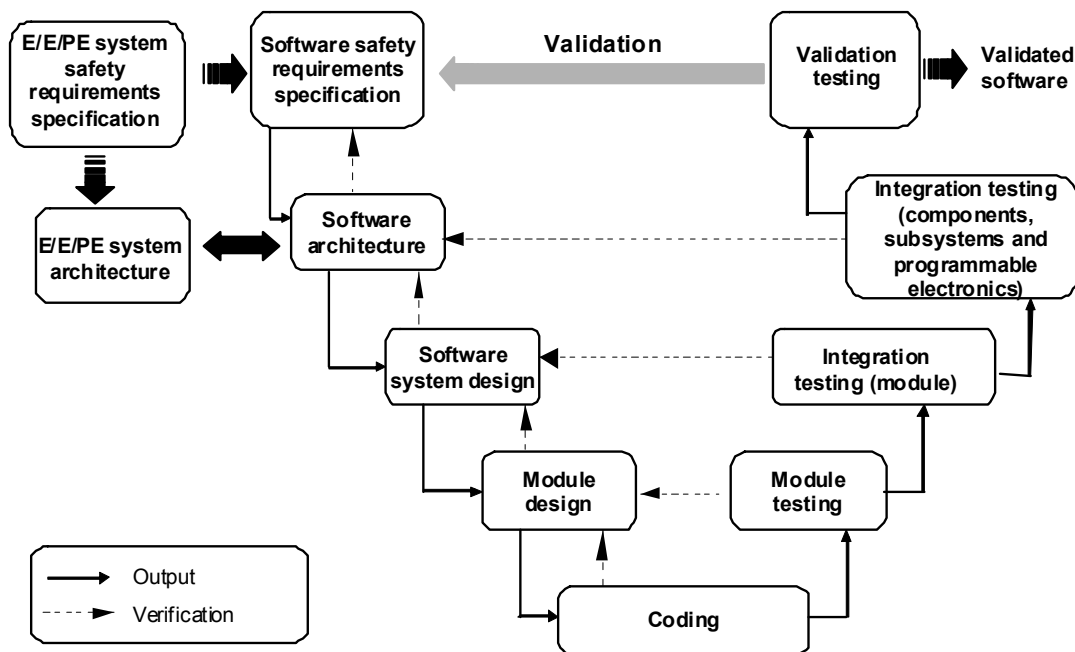 E/E/PE system
safety
requirements
specification
Software safety
requirements
specification
Validation
Validation
testing
Validated
software
E/E/PE system
architecture
Software
architecture
Integration testing
(components,
subsystems and
programmable
electronics)
Software
system design
Integration
testing (module)
Module
design
Module
testing
Coding
Output
Verification